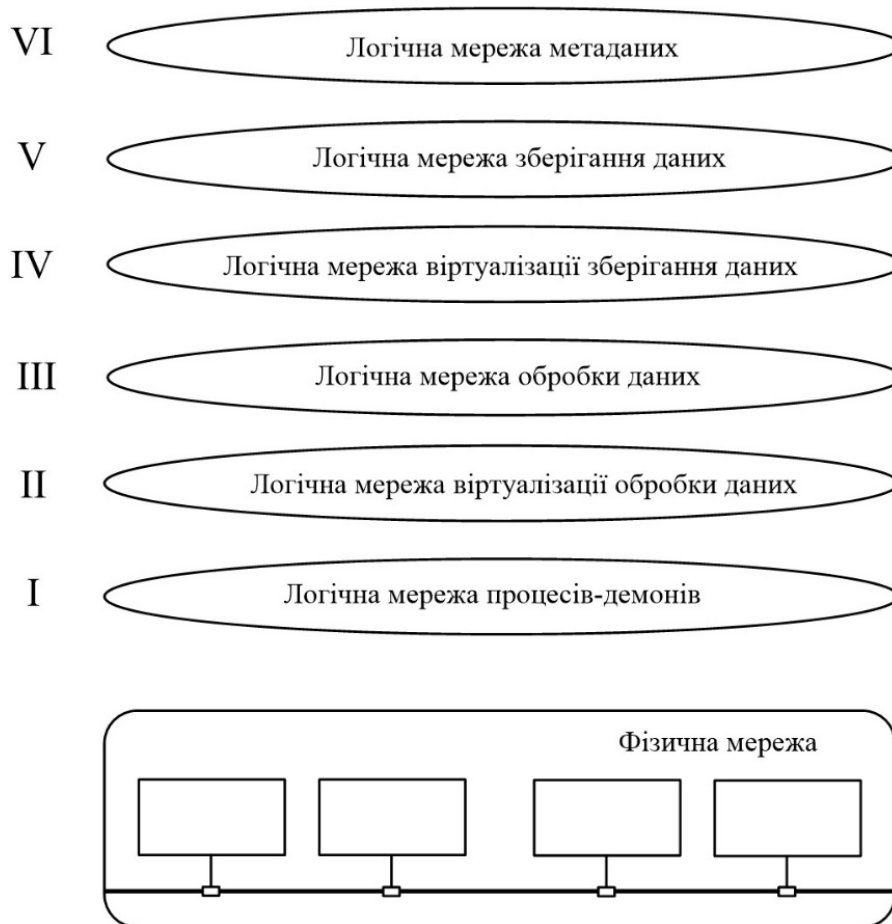 VI
Логічна мережа метаданих
V
Логічна мережа зберігання даних
IV
Логічна мережа віртуалізації зберігання даних
III
Логічна мережа обробки даних
II
Логічна мережа віртуалізації обробки даних
I
Логічна мережа процесів-демонів
Фізична мережа